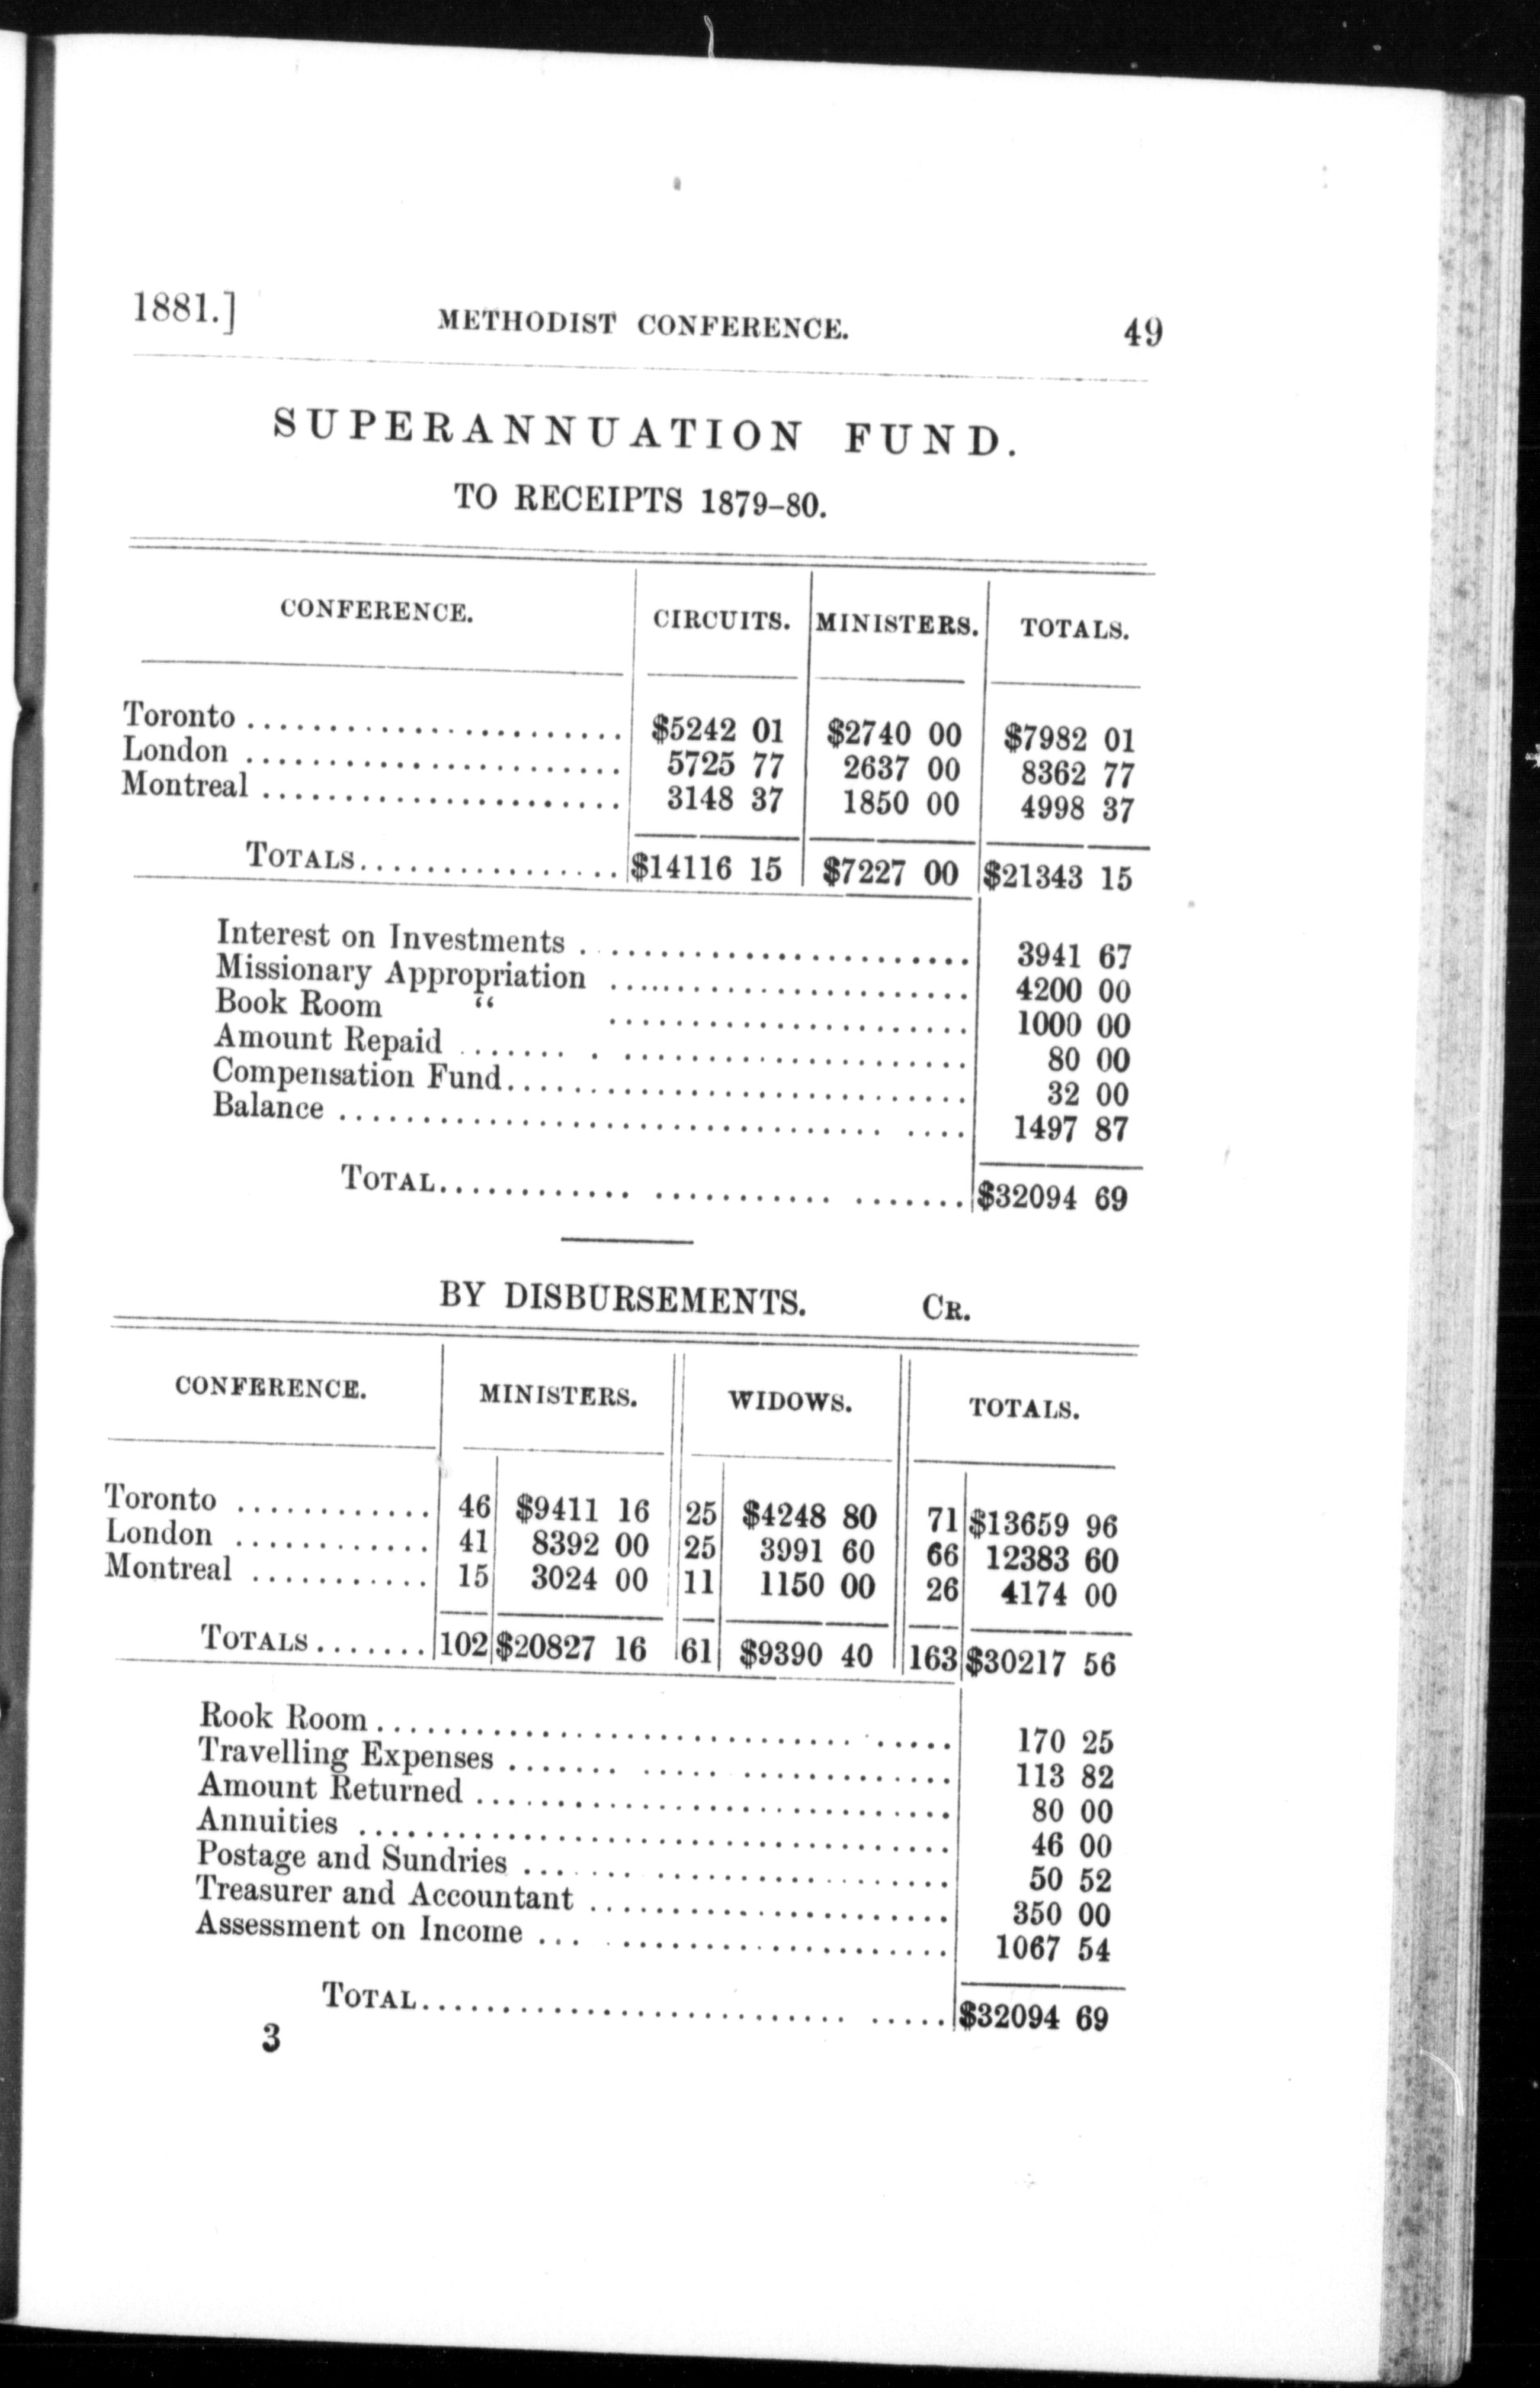 1881.] METHODIST CONFERENCE. 49
SUPERANNUATION FUND.
TO RECEIPTS 1879–80.
CONFERENCE. CIRCUITS. MINISTERS. TOTALS.
Toronto ........................ $5242 01 $2740 00 $7982 01
London ........................ 5725 77 2637 00 8362 77
Montreal ...................... 3148 37 1850 00 4998 37
TOTALS................ $14116 15 $7227 00 $21343 15
Interest on Investments ........................ 3941 67
Missionary Appropriation ...................... 4200 00
Book Room “ ...................... 1000 00
Amount Repaid ............................. 80 00
Compensation Fund............................ 32 00
Balance ..................................... 1497 87
TOTAL.............................. $32094 69
BY DISBURSEMENTS. CR.
CONFERENCE. MINISTERS. WIDOWS. TOTALS.
Toronto ............ 46 $9411 16 25 $4248 80 71 $13659 96
London ............ 41 8392 00 25 3991 60 66 12383 60
Montreal ........... 15 3024 00 11 1150 00 26 4174 00
TOTALS....... 102 $20827 16 61 $9390 40 163 $30217 56
Rook Room.................................. 170 25
Travelling Expenses ........................ 113 82
Amount Returned ............................. 80 00
Annuities .................................... 46 00
Postage and Sundries ......................... 50 52
Treasurer and Accountant ...................... 350 00
Assessment on Income ........................ 1067 54
TOTAL............................... $32094 69
3